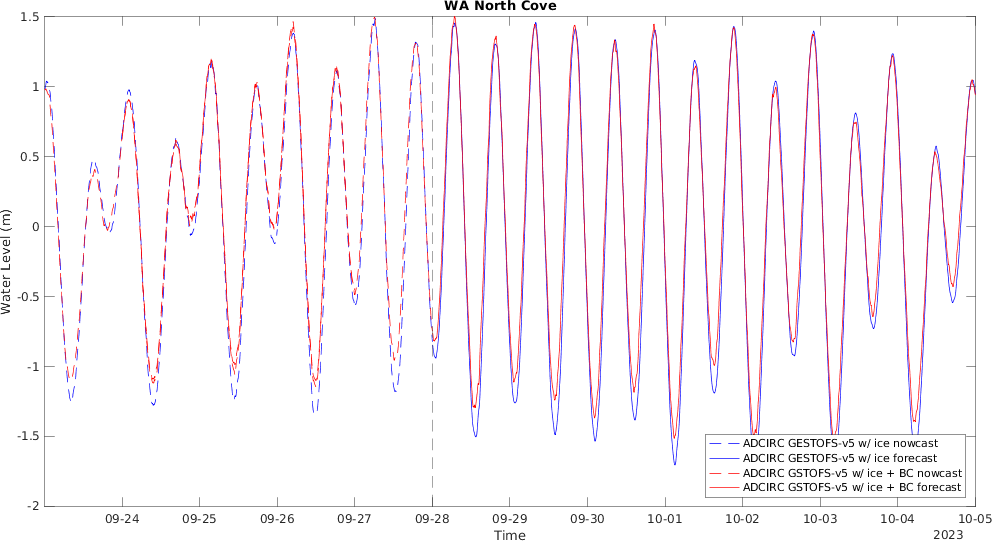 WA North Cove
1.5
1
0.5
0
-0.5
-1
-1.5
-2
Water Level (m)
09-24 09-25 09-26 09-27 09-28 09-29 09-30 10-01 10-02 10-03 10-04 10-05
Time
2023
ADCIRC GESTOFS-v5 w/ ice nowcast
ADCIRC GESTOFS-v5 w/ ice forecast
ADCIRC GSTOFS-v5 w/ ice + BC nowcast
ADCIRC GSTOFS-v5 w/ ice + BC forecast